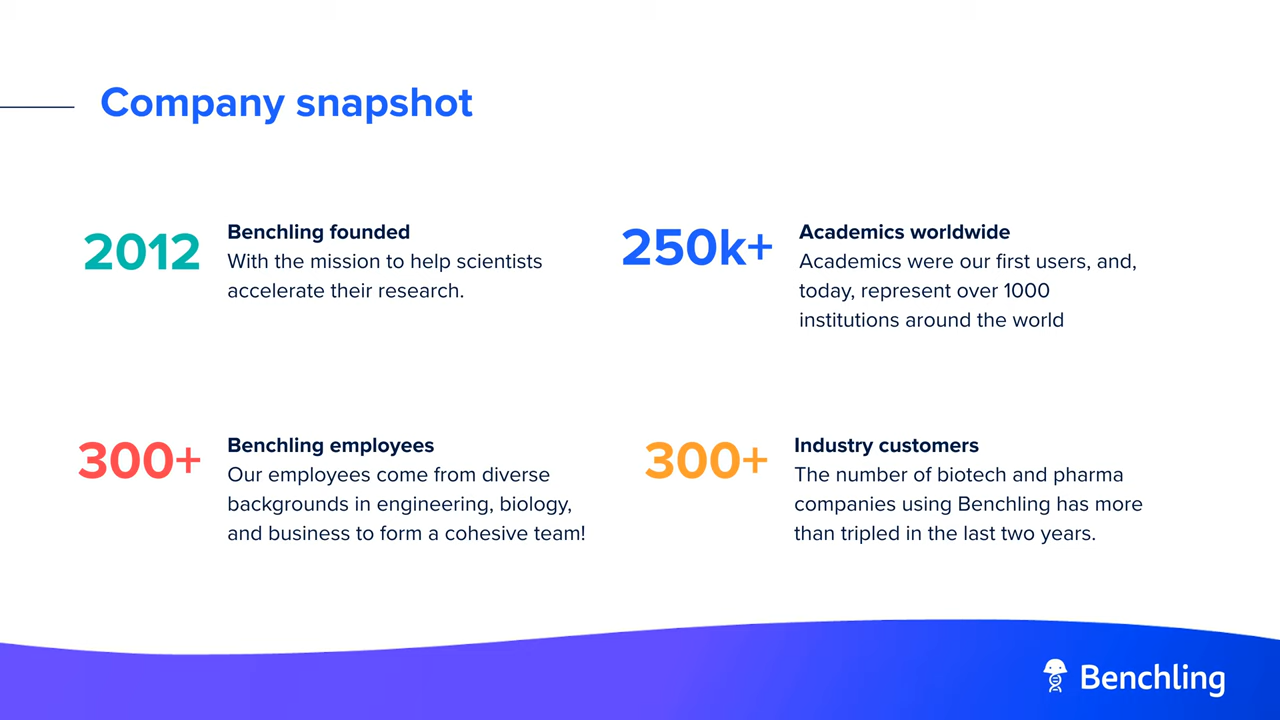 Company snapshot
2012
Benchling founded
With the mission to help scientists
accelerate their research.
250k+
Academics worldwide
Academics were our first users, and,
today, represent over 1000
institutions around the world
300+
Benchling employees
Our employees come from diverse
backgrounds in engineering, biology,
and business to form a cohesive team!
300+
Industry customers
The number of biotech and pharma
companies using Benchling has more
than tripled in the last two years.
Benchling